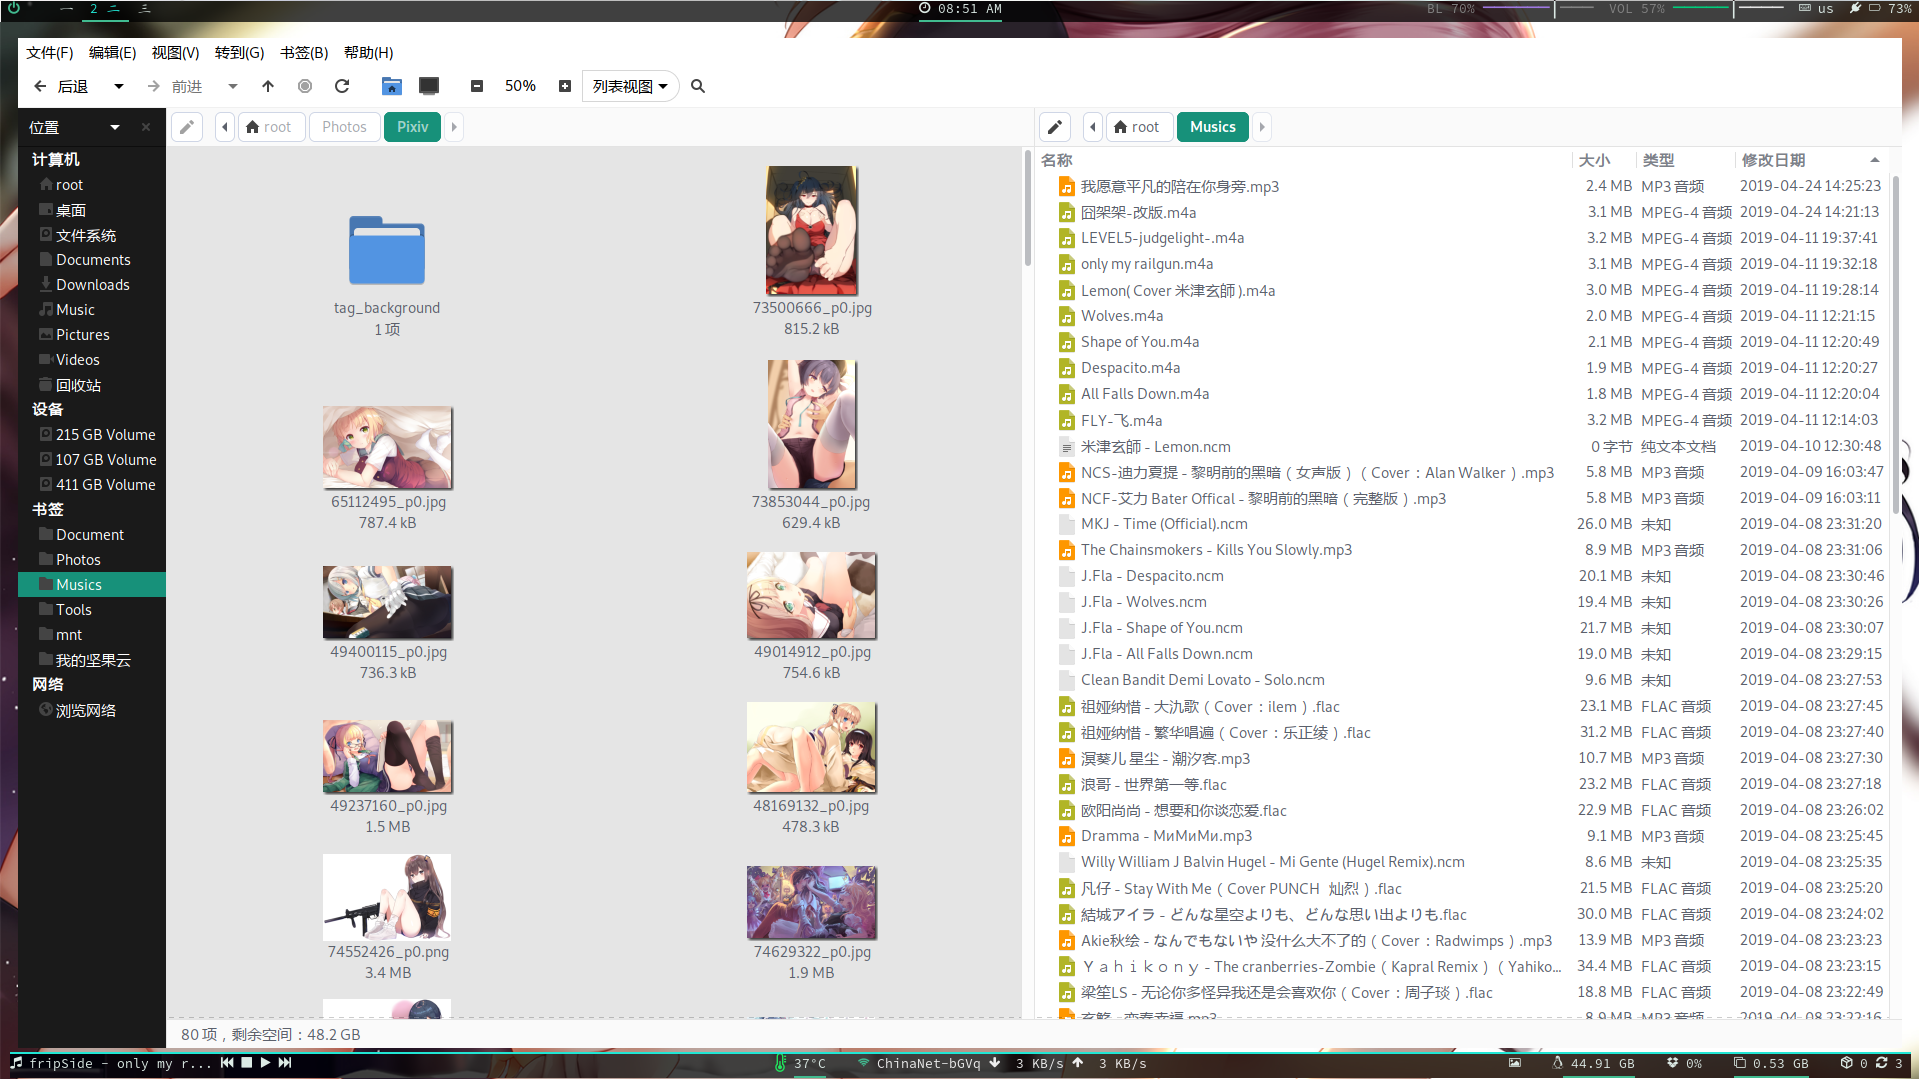 一 2 二 三 08:51 AM BL 70% VOL 57% us 73%
文件(F) 编辑(E) 视图(V) 转到(G) 书签(B) 帮助(H)
后退 前进 50% 列表视图
位置
计算机
root
桌面
文件系统
Documents
Downloads
Music
Pictures
Videos
回收站
设备
215 GB Volume
107 GB Volume
411 GB Volume
书签
Document
Photos
Musics
Tools
mnt
我的坚果云
网络
浏览网络
root Photos Pixiv
tag_background
1 项
73500666_p0.jpg
815.2 kB
65112495_p0.jpg
787.4 kB
73853044_p0.jpg
629.4 kB
49400115_p0.jpg
736.3 kB
49014912_p0.jpg
754.6 kB
49237160_p0.jpg
1.5 MB
48169132_p0.jpg
478.3 kB
74552426_p0.png
3.4 MB
74629322_p0.jpg
1.9 MB
80 项，剩余空间：48.2 GB
root Musics
名称 大小 类型 修改日期
我愿意平凡的陪在你身旁.mp3 2.4 MB MP3 音频 2019-04-24 14:25:23
囧架架-改版.m4a 3.1 MB MPEG-4 音频 2019-04-24 14:21:13
LEVEL5-judgelight-.m4a 3.2 MB MPEG-4 音频 2019-04-11 19:37:41
only my railgun.m4a 3.1 MB MPEG-4 音频 2019-04-11 19:32:18
Lemon( Cover 米津玄師 ).m4a 3.0 MB MPEG-4 音频 2019-04-11 19:28:14
Wolves.m4a 2.0 MB MPEG-4 音频 2019-04-11 12:21:15
Shape of You.m4a 2.1 MB MPEG-4 音频 2019-04-11 12:20:49
Despacito.m4a 1.9 MB MPEG-4 音频 2019-04-11 12:20:27
All Falls Down.m4a 1.8 MB MPEG-4 音频 2019-04-11 12:20:04
FLY-飞.m4a 3.2 MB MPEG-4 音频 2019-04-11 12:14:03
米津玄師 - Lemon.ncm 0 字节 纯文本文档 2019-04-10 12:30:48
NCS-迪力夏提 - 黎明前的黑暗（女声版）（Cover：Alan Walker）.mp3 5.8 MB MP3 音频 2019-04-09 16:03:47
NCF-艾力 Bater Offical - 黎明前的黑暗（完整版）.mp3 5.8 MB MP3 音频 2019-04-09 16:03:11
MKJ - Time (Official).ncm 26.0 MB 未知 2019-04-08 23:31:20
The Chainsmokers - Kills You Slowly.mp3 8.9 MB MP3 音频 2019-04-08 23:31:06
J.Fla - Despacito.ncm 20.1 MB 未知 2019-04-08 23:30:46
J.Fla - Wolves.ncm 19.4 MB 未知 2019-04-08 23:30:26
J.Fla - Shape of You.ncm 21.7 MB 未知 2019-04-08 23:30:07
J.Fla - All Falls Down.ncm 19.0 MB 未知 2019-04-08 23:29:15
Clean Bandit Demi Lovato - Solo.ncm 9.6 MB 未知 2019-04-08 23:27:53
祖娅纳惜 - 大氿歌（Cover：ilem）.flac 23.1 MB FLAC 音频 2019-04-08 23:27:45
祖娅纳惜 - 繁华唱遍（Cover：乐正绫）.flac 31.2 MB FLAC 音频 2019-04-08 23:27:40
溟葵儿 星尘 - 潮汐客.mp3 10.7 MB MP3 音频 2019-04-08 23:27:30
浪哥 - 世界第一等.flac 23.2 MB FLAC 音频 2019-04-08 23:27:18
欧阳尚尚 - 想要和你谈恋爱.flac 22.9 MB FLAC 音频 2019-04-08 23:26:02
Dramma - МиМиМи.mp3 9.1 MB MP3 音频 2019-04-08 23:25:45
Willy William J Balvin Hugel - Mi Gente (Hugel Remix).ncm 8.6 MB 未知 2019-04-08 23:25:35
凡仔 - Stay With Me（Cover PUNCH 灿烈）.flac 21.5 MB FLAC 音频 2019-04-08 23:25:20
結城アイラ - どんな星空よりも、どんな思い出よりも.flac 30.0 MB FLAC 音频 2019-04-08 23:24:02
Akie秋绘 - なんでもないや 没什么大不了的（Cover：Radwimps）.mp3 13.9 MB MP3 音频 2019-04-08 23:23:23
Ｙａｈｉｋｏｎｙ - The cranberries-Zombie（Kapral Remix）（Yahiko... 34.4 MB FLAC 音频 2019-04-08 23:23:15
梁笙LS - 无论你多怪异我还是会喜欢你（Cover：周子琰）.flac 18.8 MB FLAC 音频 2019-04-08 23:22:49
8.9 MB MP3 音频 2019-04-08 23:22:16
fripSide - only my r... 37°C ChinaNet-bGVq 3 KB/s 3 KB/s 44.91 GB 0% 0.53 GB 0 3